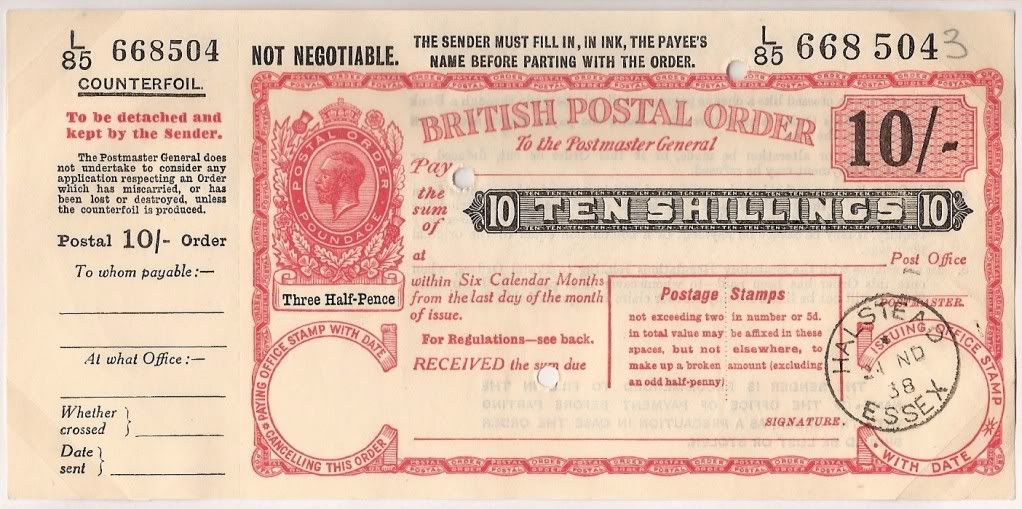 L
85 668504
COUNTERFOIL.
To be detached and
kept by the Sender.
The Postmaster General does
not undertake to consider any
application respecting an Order
which has miscarried, or has
been lost or destroyed, unless
the counterfoil is produced.
Postal 10/- Order
To whom payable:—
At what Office:—
Whether
crossed
Date
sent
NOT NEGOTIABLE.
THE SENDER MUST FILL IN, IN INK, THE PAYEE'S
NAME BEFORE PARTING WITH THE ORDER.
L
85 668 504 3
POSTAL ORDER
POUNDAGE
Three Half-Pence
BRITISH POSTAL ORDER
To the Postmaster General
10/-
Pay
the
sum
of
10 TEN SHILLINGS 10
at
Post Office
within Six Calendar Months
from the last day of the month
of issue.
For Regulations—see back.
RECEIVED the sum due
Postage Stamps
not exceeding two in number or 5d.
in total value may be affixed in these
spaces, but not elsewhere, to
make up a broken amount (excluding
an odd half-penny)
POSTMASTER.
SIGNATURE.
PAYING OFFICE STAMP WITH DATE
CANCELLING THIS ORDER
ISSUING OFFICE STAMP
WITH DATE
HALSTEAD
ND
38
ESSEX